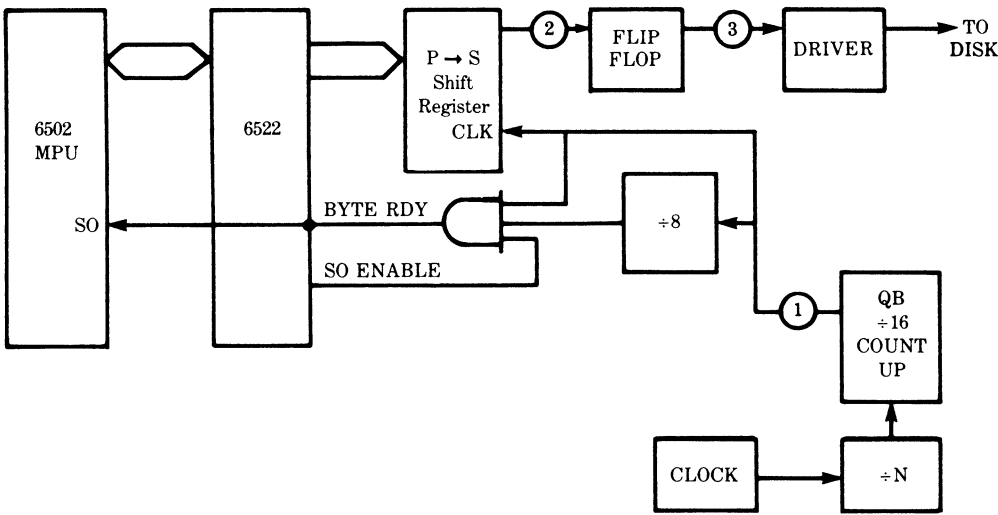 6502
MPU
SO
6522
P → S
Shift
Register
CLK
2
FLIP
FLOP
3
DRIVER
TO
DISK
BYTE RDY
SO ENABLE
÷8
1
QB
÷16
COUNT
UP
CLOCK
÷N